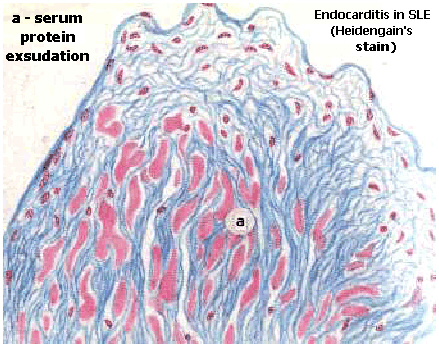 a - serum
protein
exsudation
Endocarditis in SLE
(Heidengain's
stain)
a